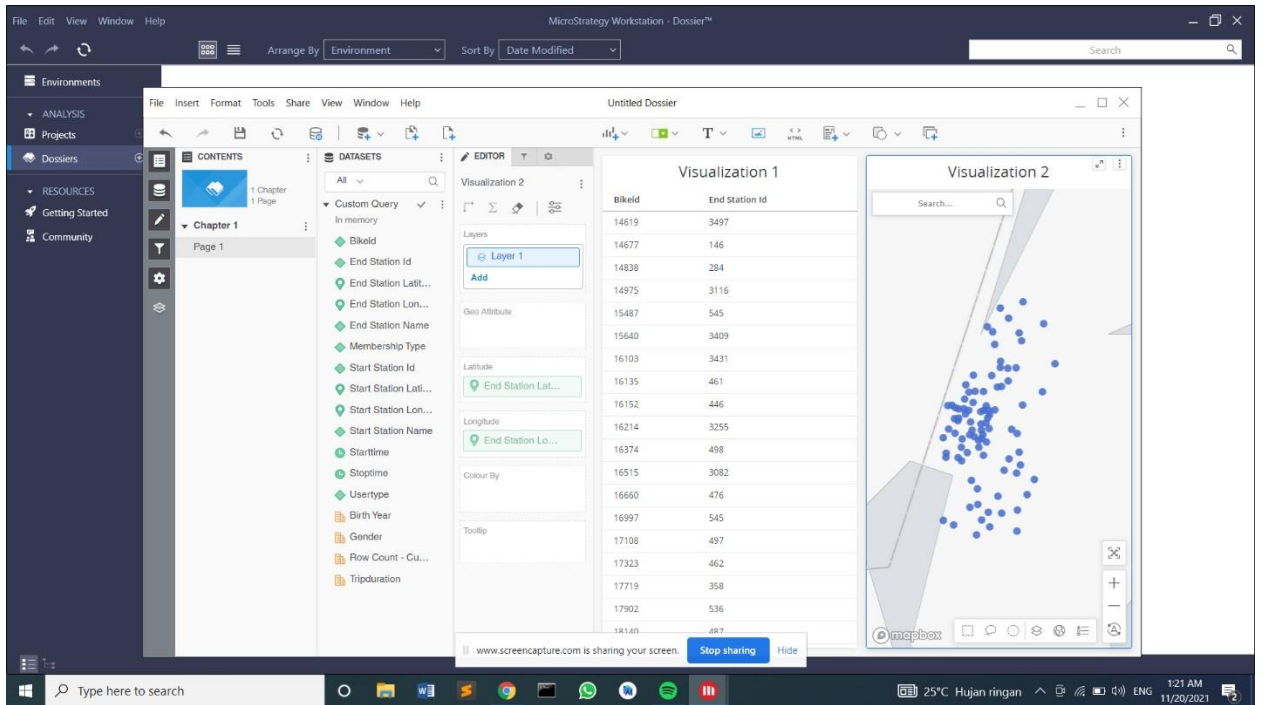 File Edit View Window Help
MicroStrategy Workstation - Dossier™
Arrange By Environment
Sort By Date Modified
Search
Environments
ANALYSIS
Projects
Dossiers
RESOURCES
Getting Started
Community
File Insert Format Tools Share View Window Help
Untitled Dossier
T
HTML
CONTENTS
1 Chapter
1 Page
Chapter 1
Page 1
DATASETS
All
Custom Query
In memory
Bikeid
End Station Id
End Station Latit...
End Station Lon...
End Station Name
Membership Type
Start Station Id
Start Station Lati...
Start Station Lon...
Start Station Name
Starttime
Stoptime
Usertype
Birth Year
Gender
Row Count - Cu...
Tripduration
EDITOR
Visualization 2
Layers
Layer 1
Add
Geo Attribute
Latitude
End Station Lat...
Longitude
End Station Lo...
Colour By
Tooltip
Visualization 1
Bikeid End Station Id
14619 3497
14677 146
14838 284
14975 3116
15487 545
15640 3409
16103 3431
16135 461
16152 446
16214 3255
16374 498
16515 3082
16660 476
16997 545
17108 497
17323 462
17719 358
17902 536
18140 487
Visualization 2
Search...
mapbox
www.screencapture.com is sharing your screen. Stop sharing Hide
Type here to search
25°C Hujan ringan
ENG
1:21 AM
11/20/2021
2